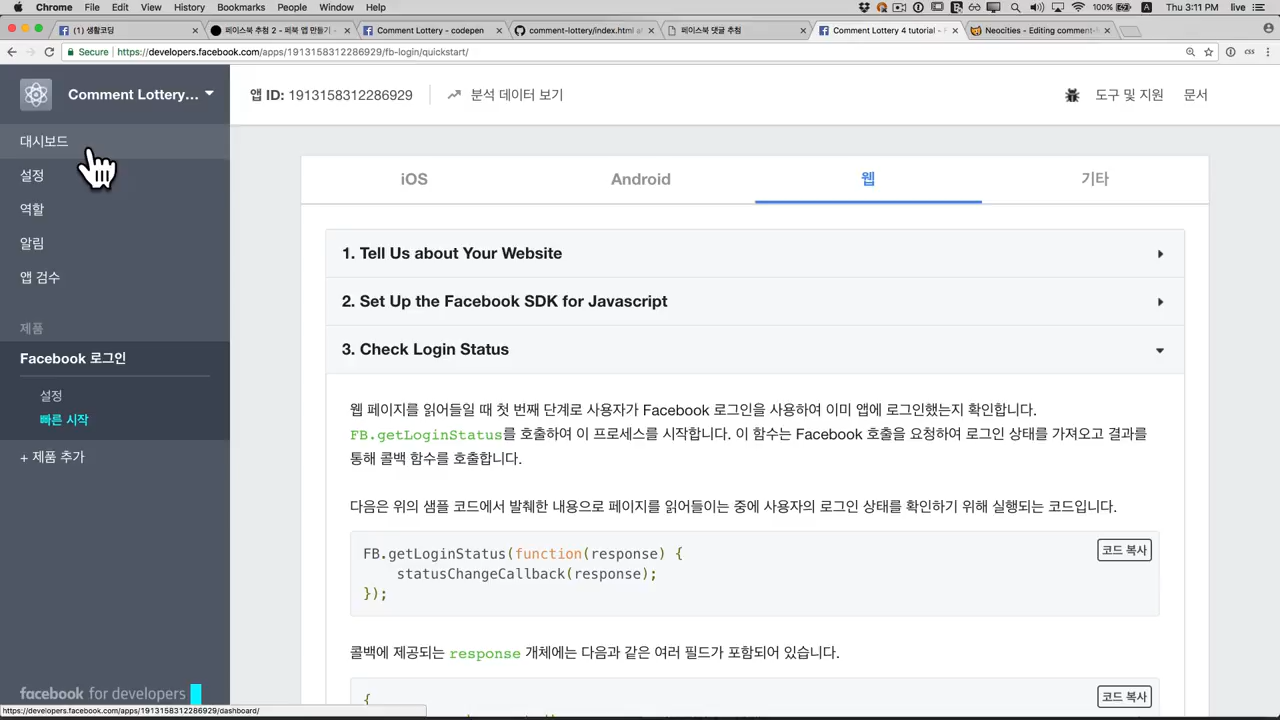 Chrome File Edit View History Bookmarks People Window Help 100% A Thu 3:11 PM live
(1) 생활코딩 페이스북 추첨 2 - 페북 앱 만들기 Comment Lottery - codepen comment-lottery/index.html 페이스북 댓글 추첨 Comment Lottery 4 tutorial - F Neocities - Editing comment-
Secure https://developers.facebook.com/apps/1913158312286929/fb-login/quickstart/ css
Comment Lottery...
앱 ID: 1913158312286929 분석 데이터 보기 도구 및 지원 문서
대시보드
설정
역할
알림
앱 검수
제품
Facebook 로그인
설정
빠른 시작
+ 제품 추가
iOS Android 웹 기타
1. Tell Us about Your Website
2. Set Up the Facebook SDK for Javascript
3. Check Login Status
웹 페이지를 읽어들일 때 첫 번째 단계로 사용자가 Facebook 로그인을 사용하여 이미 앱에 로그인했는지 확인합니다.
FB.getLoginStatus를 호출하여 이 프로세스를 시작합니다. 이 함수는 Facebook 호출을 요청하여 로그인 상태를 가져오고 결과를
통해 콜백 함수를 호출합니다.
다음은 위의 샘플 코드에서 발췌한 내용으로 페이지를 읽어들이는 중에 사용자의 로그인 상태를 확인하기 위해 실행되는 코드입니다.
코드 복사
FB.getLoginStatus(function(response) {
statusChangeCallback(response);
});
콜백에 제공되는 response 개체에는 다음과 같은 여러 필드가 포함되어 있습니다.
코드 복사
{
facebook for developers
https://developers.facebook.com/apps/1913158312286929/dashboard/